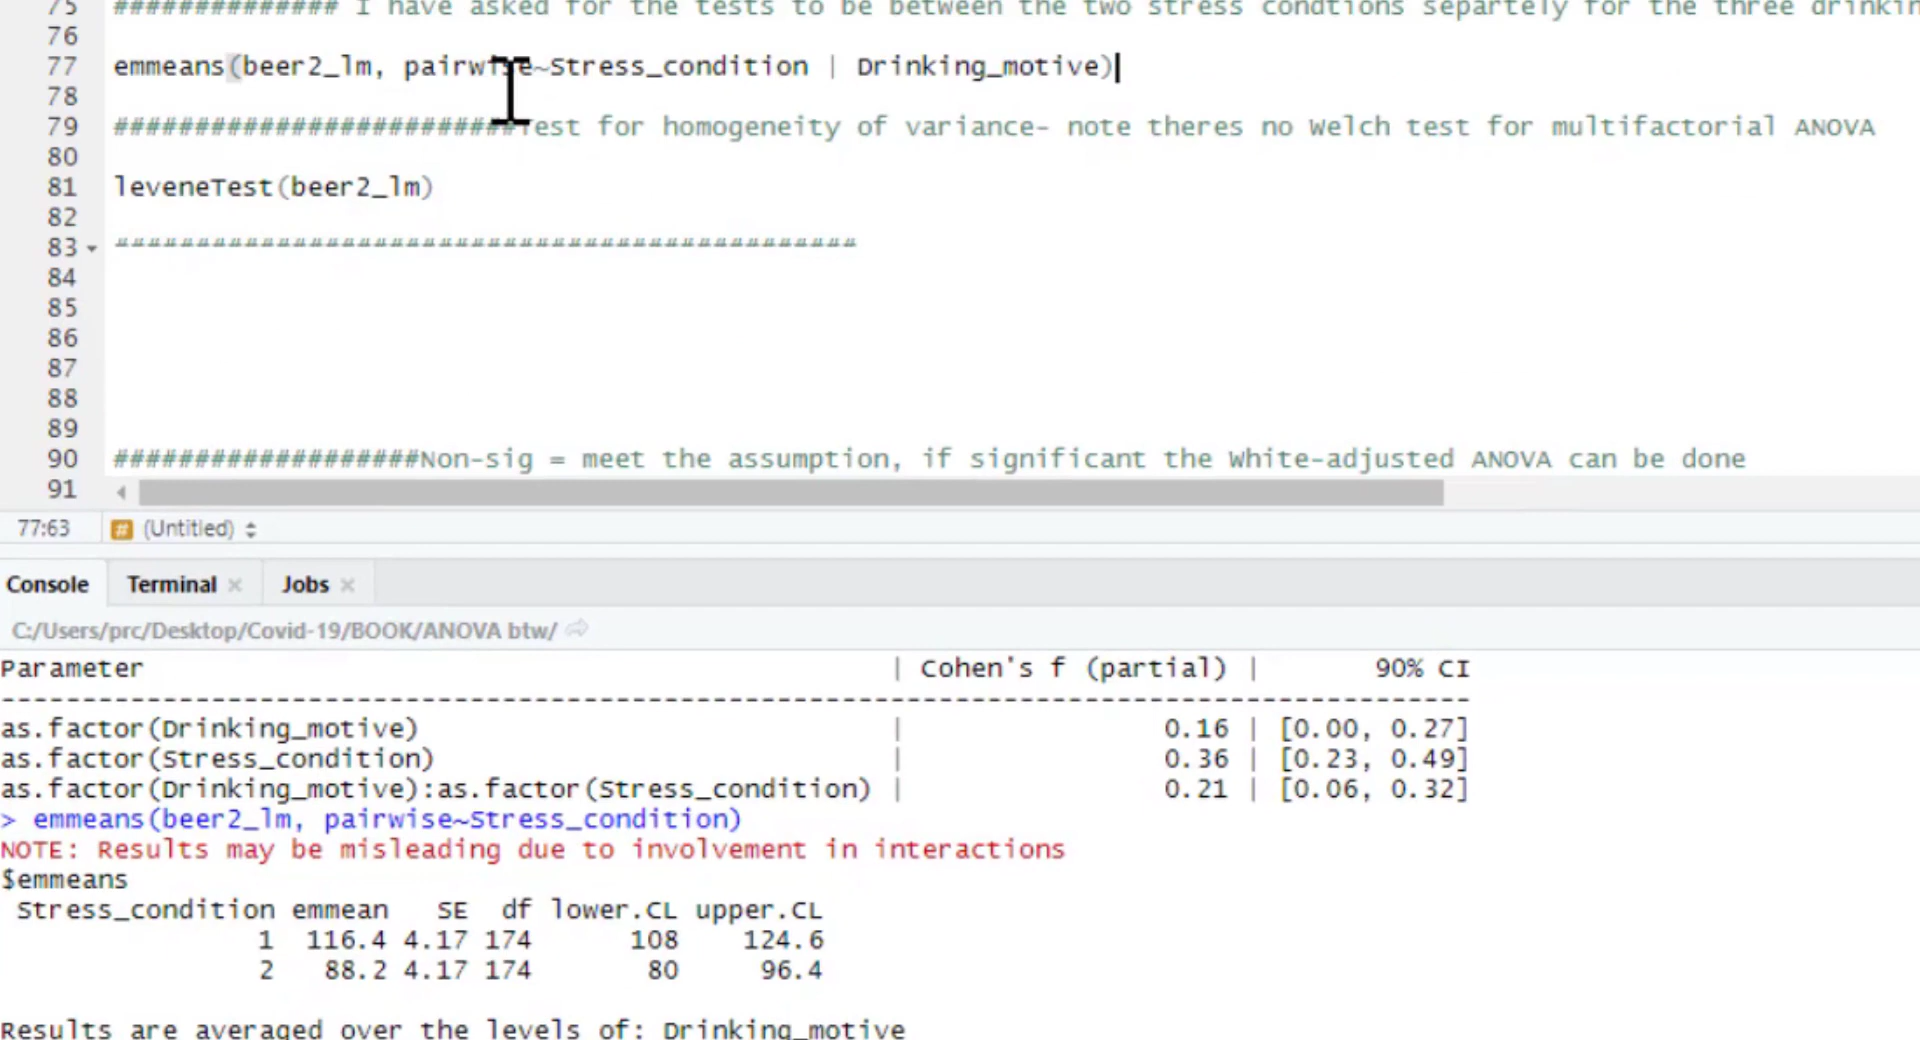 75 ############## I have asked for the tests to be between the two stress condtions separtely for the three
76
77 emmeans(beer2_lm, pairwise~Stress_condition | Drinking_motive)
78
79 #########################Test for homogeneity of variance- note theres no Welch test for multifactorial ANOVA
80
81 leveneTest(beer2_lm)
82
83 ##############################################
84
85
86
87
88
89
90 ###################Non-sig = meet the assumption, if significant the White-adjusted ANOVA can be done
91
77:63 # (Untitled)
Console Terminal Jobs
C:/Users/prc/Desktop/Covid-19/BOOK/ANOVA btw/
Parameter | Cohen's f (partial) | 90% CI
--------------------------------------------------------------------------------------------
as.factor(Drinking_motive) | 0.16 | [0.00, 0.27]
as.factor(Stress_condition) | 0.36 | [0.23, 0.49]
as.factor(Drinking_motive):as.factor(Stress_condition) | 0.21 | [0.06, 0.32]
> emmeans(beer2_lm, pairwise~Stress_condition)
NOTE: Results may be misleading due to involvement in interactions
$emmeans
Stress_condition emmean SE df lower.CL upper.CL
1 116.4 4.17 174 108 124.6
2 88.2 4.17 174 80 96.4
Results are averaged over the levels of: Drinking_motive